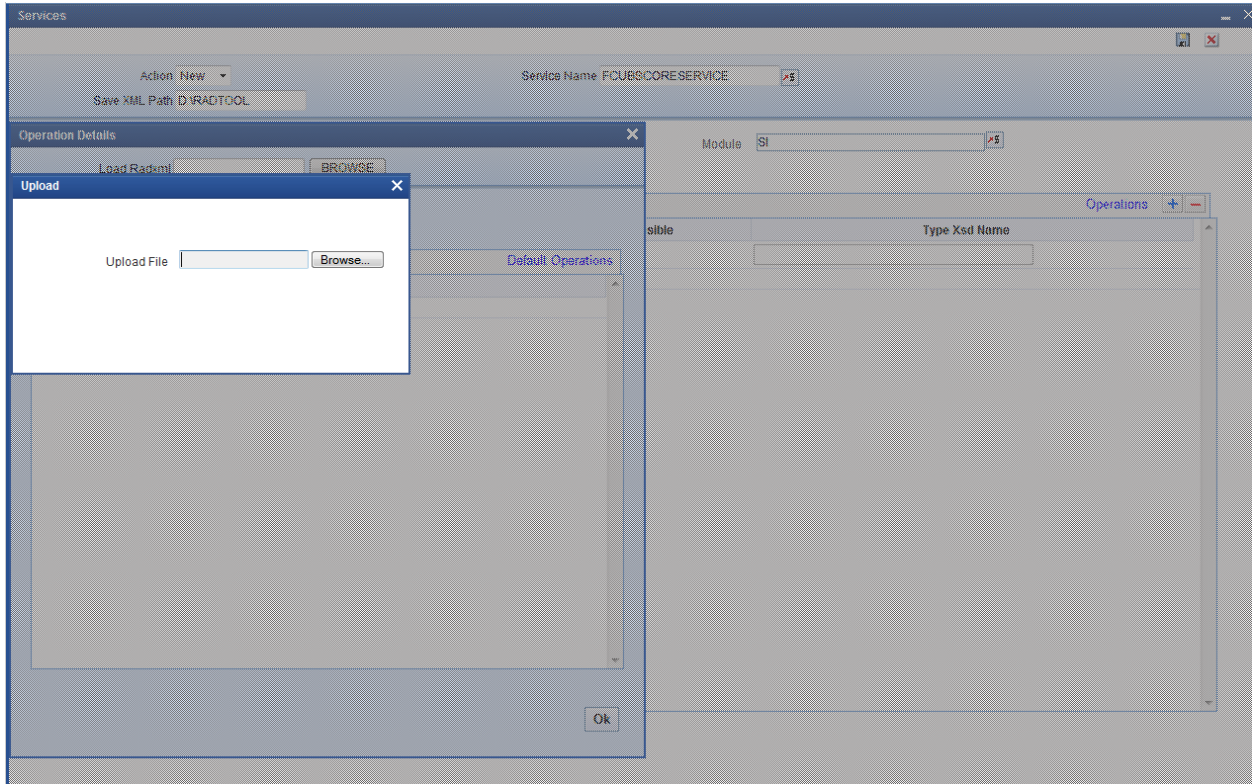 Services
Action New
Service Name FCUBSCORESERVICE
Save XML Path D:\RADTOOL
Operation Details
Module SI
Load Radxml BROWSE
Upload
Operations + −
sible Type Xsd Name
Upload File Browse...
Default Operations
Ok